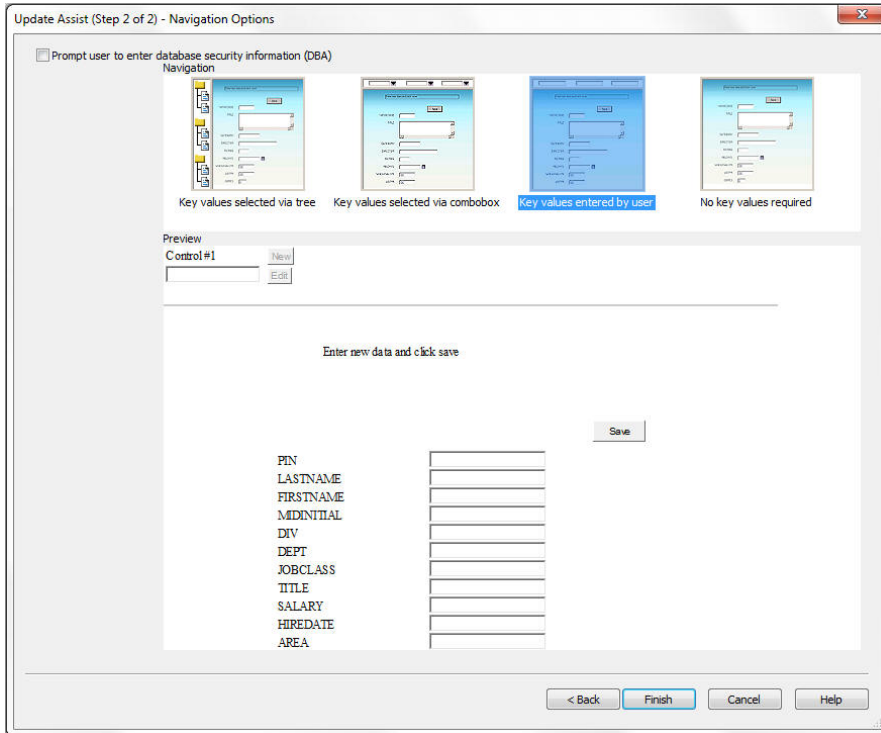 Update Assist (Step 2 of 2) - Navigation Options
Prompt user to enter database security information (DBA)
Navigation
Key values selected via tree
Key values selected via combobox
Key values entered by user
No key values required
Preview
Control #1
New
Edit
Enter new data and click save
Save
PIN
LASTNAME
FIRSTNAME
MIDINITIAL
DIV
DEPT
JOBCLASS
TITLE
SALARY
HIREDATE
AREA
< Back
Finish
Cancel
Help